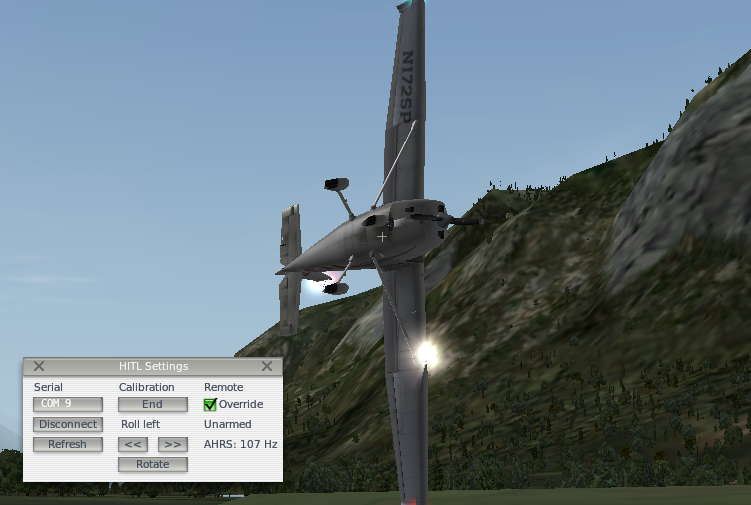 N172SP
HITL Settings
Serial Calibration Remote
COM 9 End Override
Disconnect Roll left Unarmed
Refresh << >> AHRS: 107 Hz
Rotate